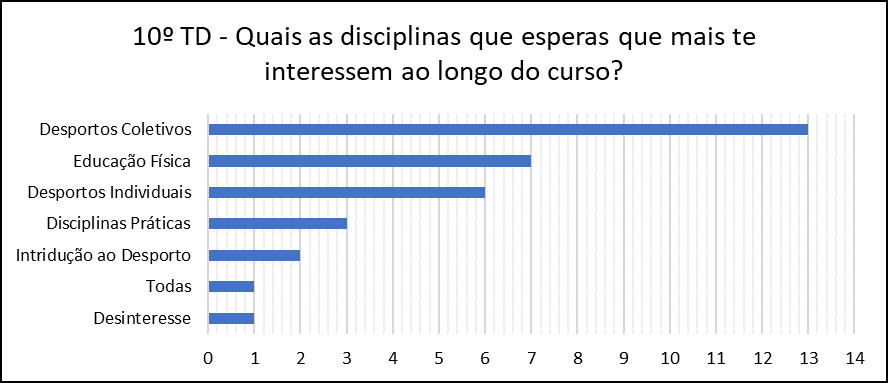 10º TD - Quais as disciplinas que esperas que mais te
interessem ao longo do curso?
Desportos Coletivos
Educação Física
Desportos Individuais
Disciplinas Práticas
Intridução ao Desporto
Todas
Desinteresse
0 1 2 3 4 5 6 7 8 9 10 11 12 13 14